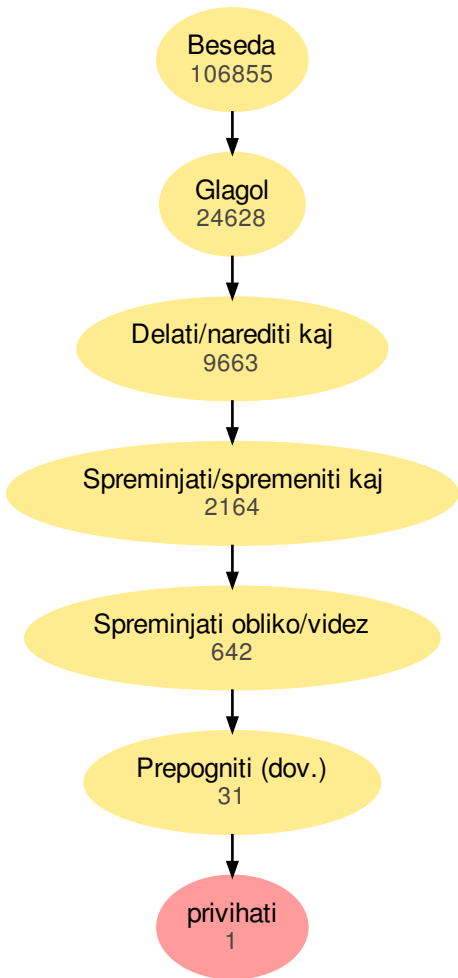 Beseda
106855
Glagol
24628
Delati/narediti kaj
9663
Spreminjati/spremeniti kaj
2164
Spreminjati obliko/videz
642
Prepogniti (dov.)
31
privihati
1